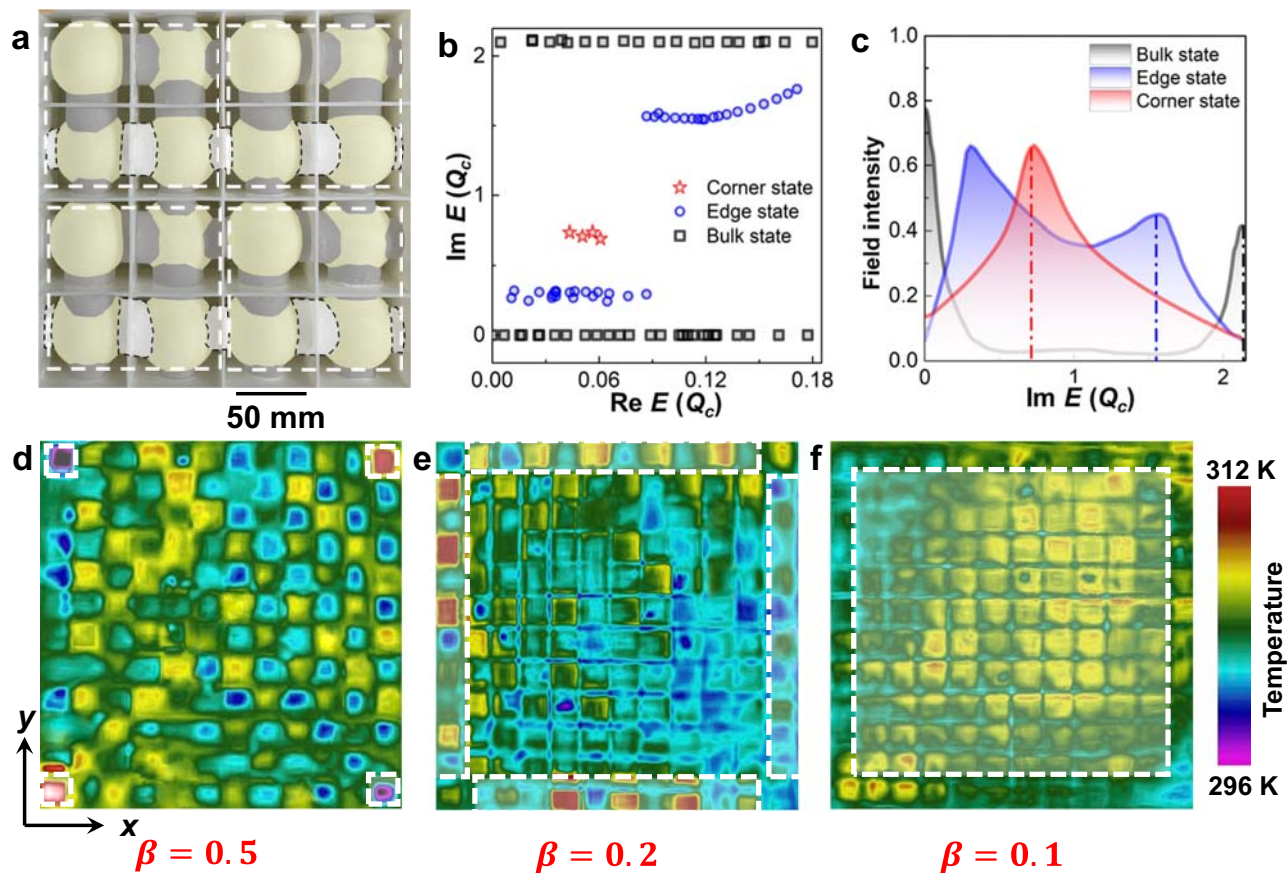 a
50 mm
b
2
1
0
0.00
0.06
0.12
0.18
Im E (Qc)
Re E (Qc)
Corner state
Edge state
Bulk state
c
1.0
0.8
0.6
0.4
0.2
0.0
0
1
2
Field intensity
Im E (Qc)
Bulk state
Edge state
Corner state
d
e
f
y
x
312 K
Temperature
296 K
β = 0.5
β = 0.2
β = 0.1